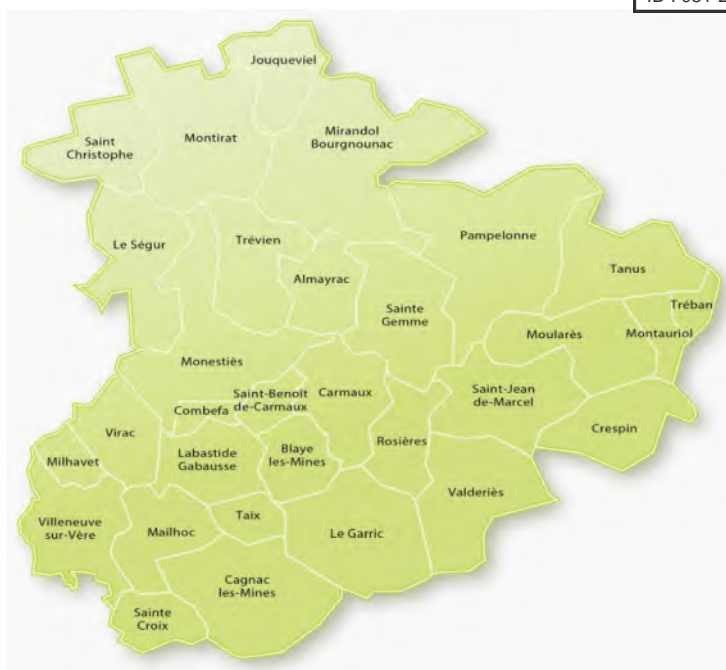 Jouqueviel
Saint
Christophe
Montirat
Mirandol
Bourgnounac
Le Ségur
Trévien
Pampelonne
Almayrac
Tanus
Sainte
Gemme
Tréban
Moularès
Montauriol
Monestiès
Saint-Benoît
de-Carmaux
Carmaux
Saint-Jean
de-Marcel
Combefa
Crespin
Virac
Rosières
Labastide
Gabausse
Blaye
les-Mines
Milhavet
Valderiès
Villeneuve
sur-Vère
Mailhoc
Taïx
Le Garric
Cagnac
les-Mines
Sainte
Croix